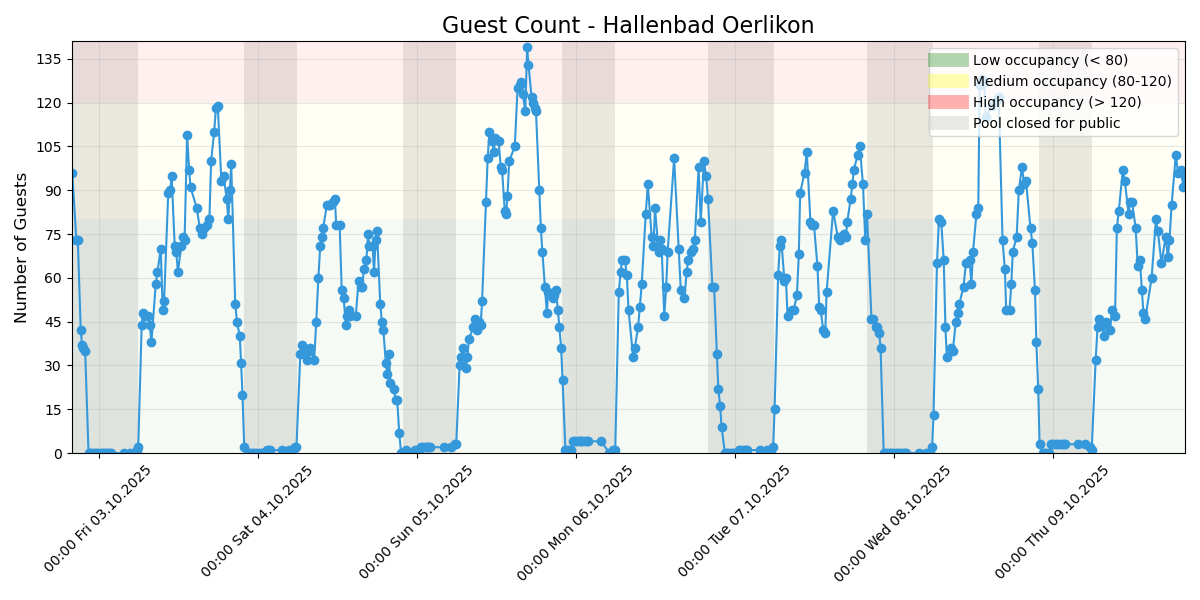 Guest Count - Hallenbad Oerlikon
Number of Guests
135
120
105
90
75
60
45
30
15
0
Low occupancy (< 80)
Medium occupancy (80-120)
High occupancy (> 120)
Pool closed for public
00:00 Fri 03.10.2025
00:00 Sat 04.10.2025
00:00 Sun 05.10.2025
00:00 Mon 06.10.2025
00:00 Tue 07.10.2025
00:00 Wed 08.10.2025
00:00 Thu 09.10.2025